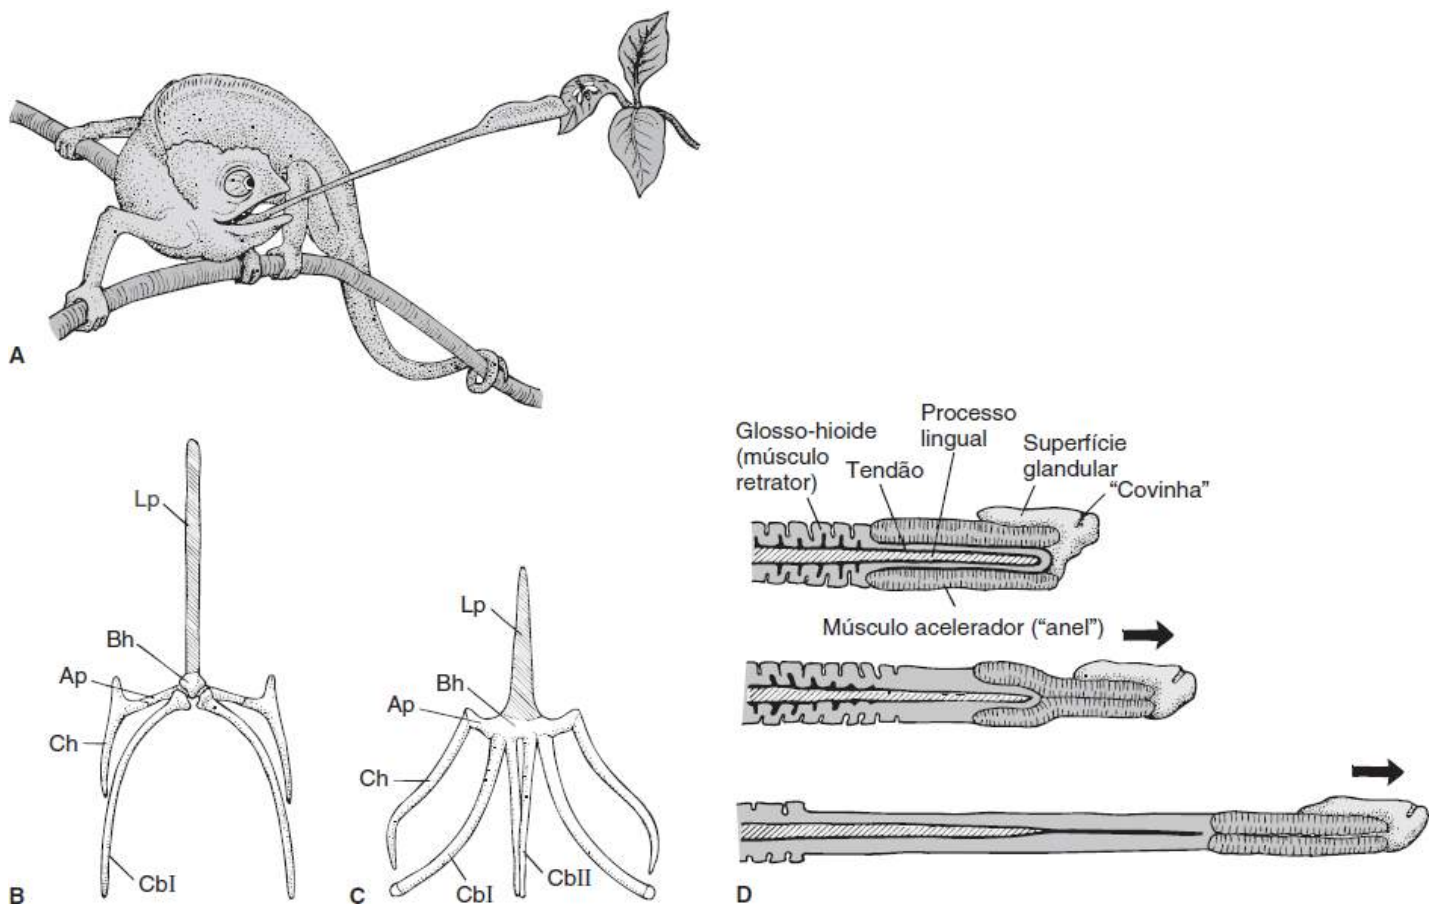 A
Lp
Bh
Ap
Ch
CbI
B
Lp
Bh
Ap
Ch
CbI
CbII
C
Glosso-hioide
(músculo
retrator)
Tendão
Processo
lingual
Superfície
glandular
“Covinha”
Músculo acelerador (“anel”)
D